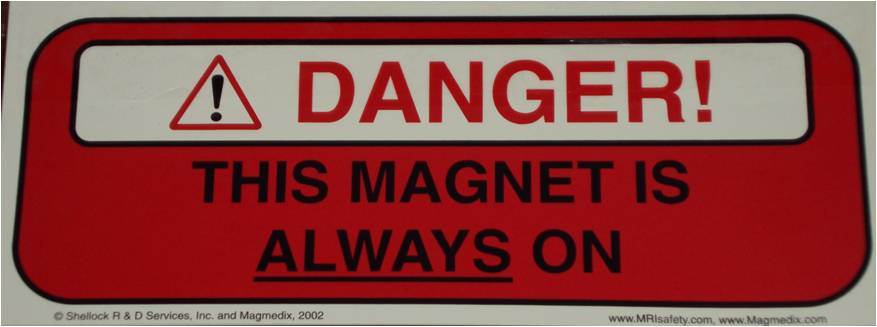 DANGER!
THIS MAGNET IS
ALWAYS ON
© Shellock R & D Services, Inc. and Magmedix, 2002
www.MRIsafety.com, www.Magmedix.com